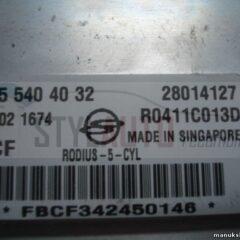 5 540 40 32 28014127
02 1674 R0411C013D
MADE IN SINGAPORE
CF RODIUS-5-CYL
* FBCF342450146 *